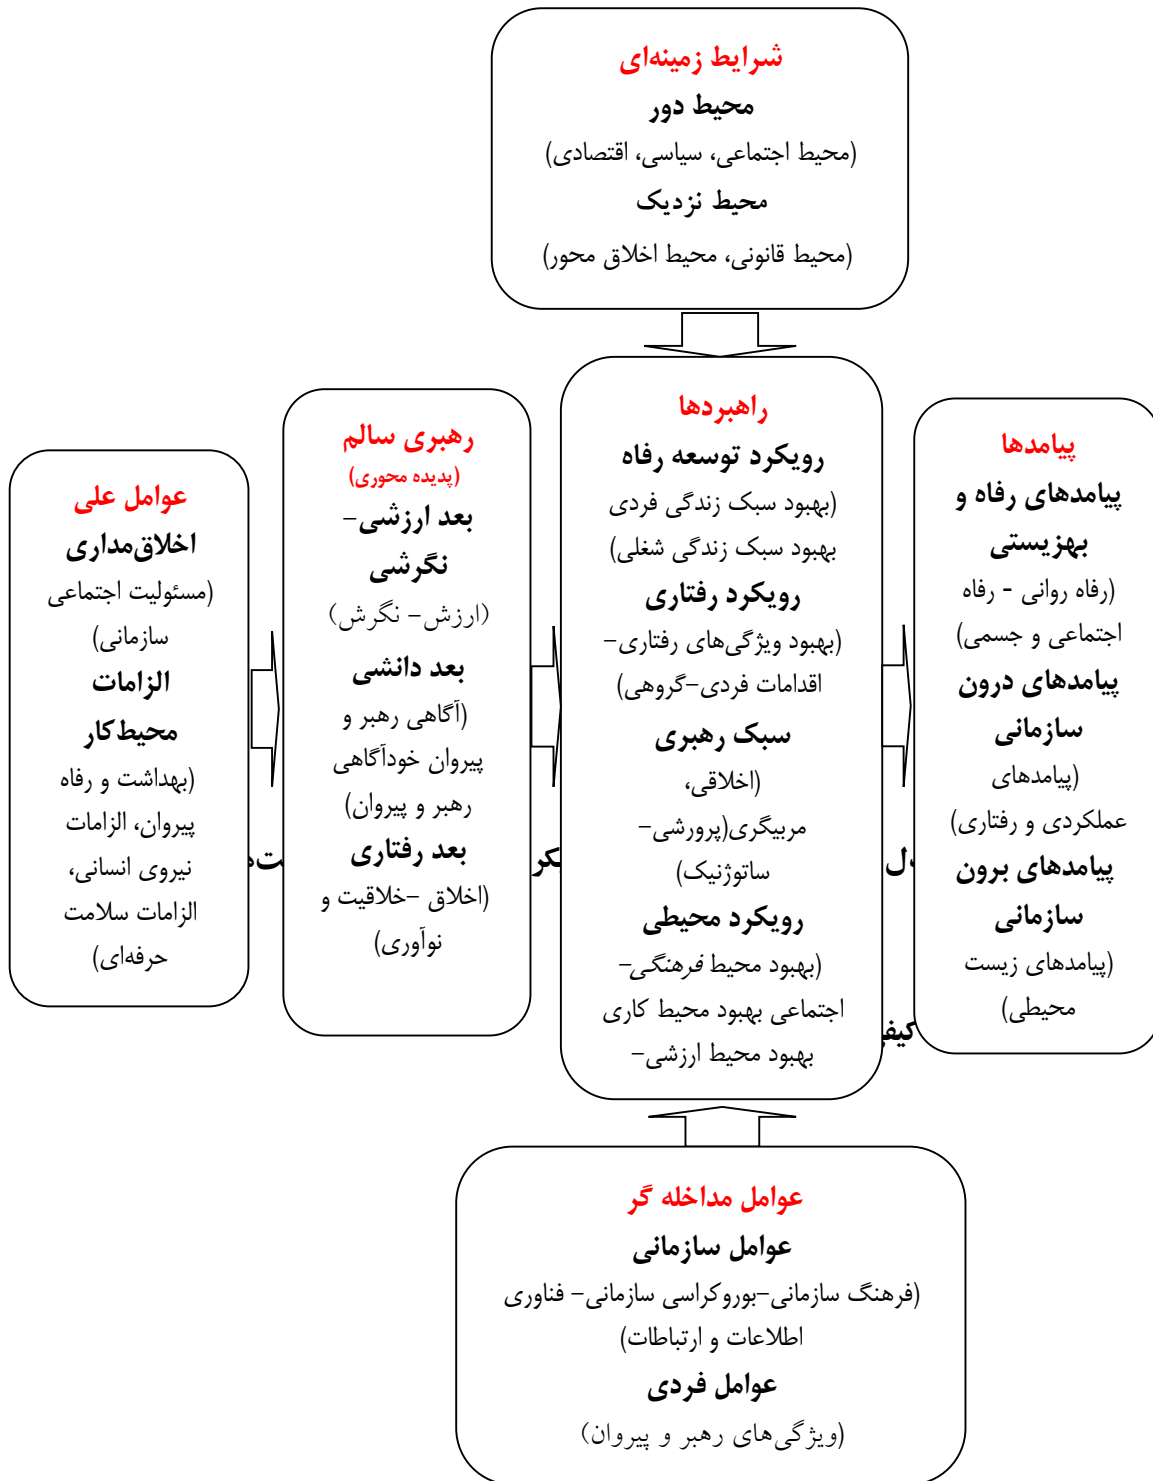 شرایط زمینه‌ای
محیط دور
(محیط اجتماعی، سیاسی، اقتصادی)
محیط نزدیک
(محیط قانونی، محیط اخلاق محور)
عوامل علی
اخلاق‌مداری
(مسئولیت اجتماعی
سازمانی)
الزامات
محیط‌کار
(بهداشت و رفاه
پیروان، الزامات
نیروی انسانی،
الزامات سلامت
حرفه‌ای)
رهبری سالم
(پدیده محوری)
بعد ارزشی-
نگرشی
(ارزش- نگرش)
بعد دانشی
(آگاهی رهبر و
پیروان خودآگاهی
رهبر و پیروان)
بعد رفتاری
(اخلاق -خلاقیت و
نوآوری)
راهبردها
رویکرد توسعه رفاه
(بهبود سبک زندگی فردی
بهبود سبک زندگی شغلی)
رویکرد رفتاری
(بهبود ویژگی‌های رفتاری-
اقدامات فردی-گروهی)
سبک رهبری
(اخلاقی،
مربیگری(پرورشی-
ساتوژنیک)
رویکرد محیطی
(بهبود محیط فرهنگی-
اجتماعی بهبود محیط کاری
بهبود محیط ارزشی-
پیامدها
پیامدهای رفاه و
بهزیستی
(رفاه روانی - رفاه
اجتماعی و جسمی)
پیامدهای درون
سازمانی
(پیامدهای
عملکردی و رفتاری)
پیامدهای برون
سازمانی
(پیامدهای زیست
محیطی)
عوامل مداخله گر
عوامل سازمانی
(فرهنگ سازمانی-بوروکراسی سازمانی- فناوری
اطلاعات و ارتباطات)
عوامل فردی
(ویژگی‌های رهبر و پیروان)